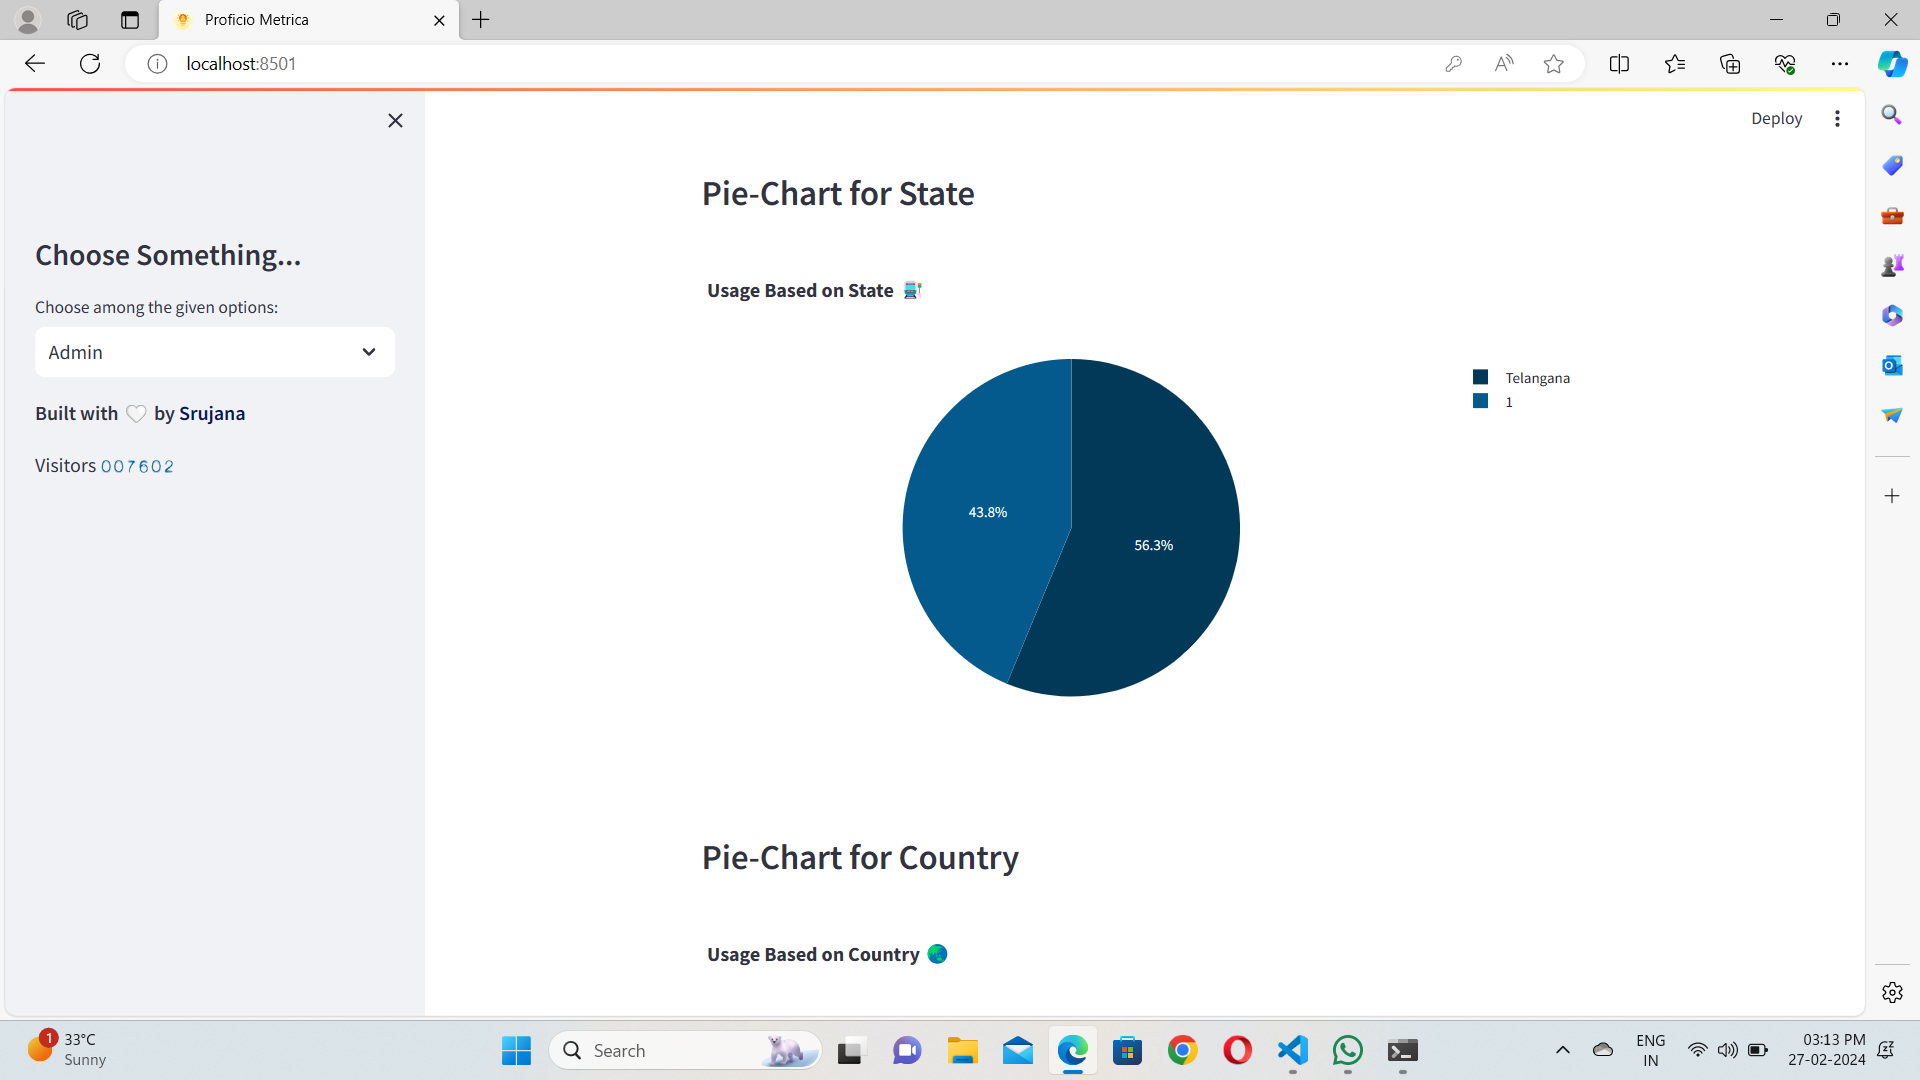 Proficio Metrica
localhost:8501
Deploy
Choose Something...
Choose among the given options:
Admin
Built with 🤍 by Srujana
Visitors 007602
Pie-Chart for State
Usage Based on State
Telangana
1
43.8%
56.3%
Pie-Chart for Country
Usage Based on Country 🌏
1
33°C
Sunny
Search
ENG
IN
03:13 PM
27-02-2024